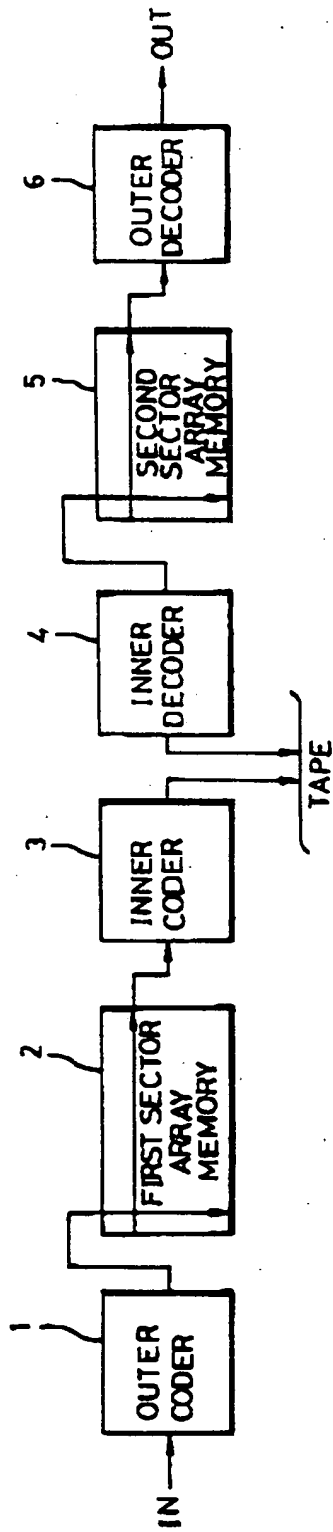 IN
1
OUTER
CODER
2
FIRST SECTOR
ARRAY
MEMORY
3
INNER
CODER
TAPE
4
INNER
DECODER
5
SECOND
SECTOR
ARRAY
MEMORY
6
OUTER
DECODER
OUT